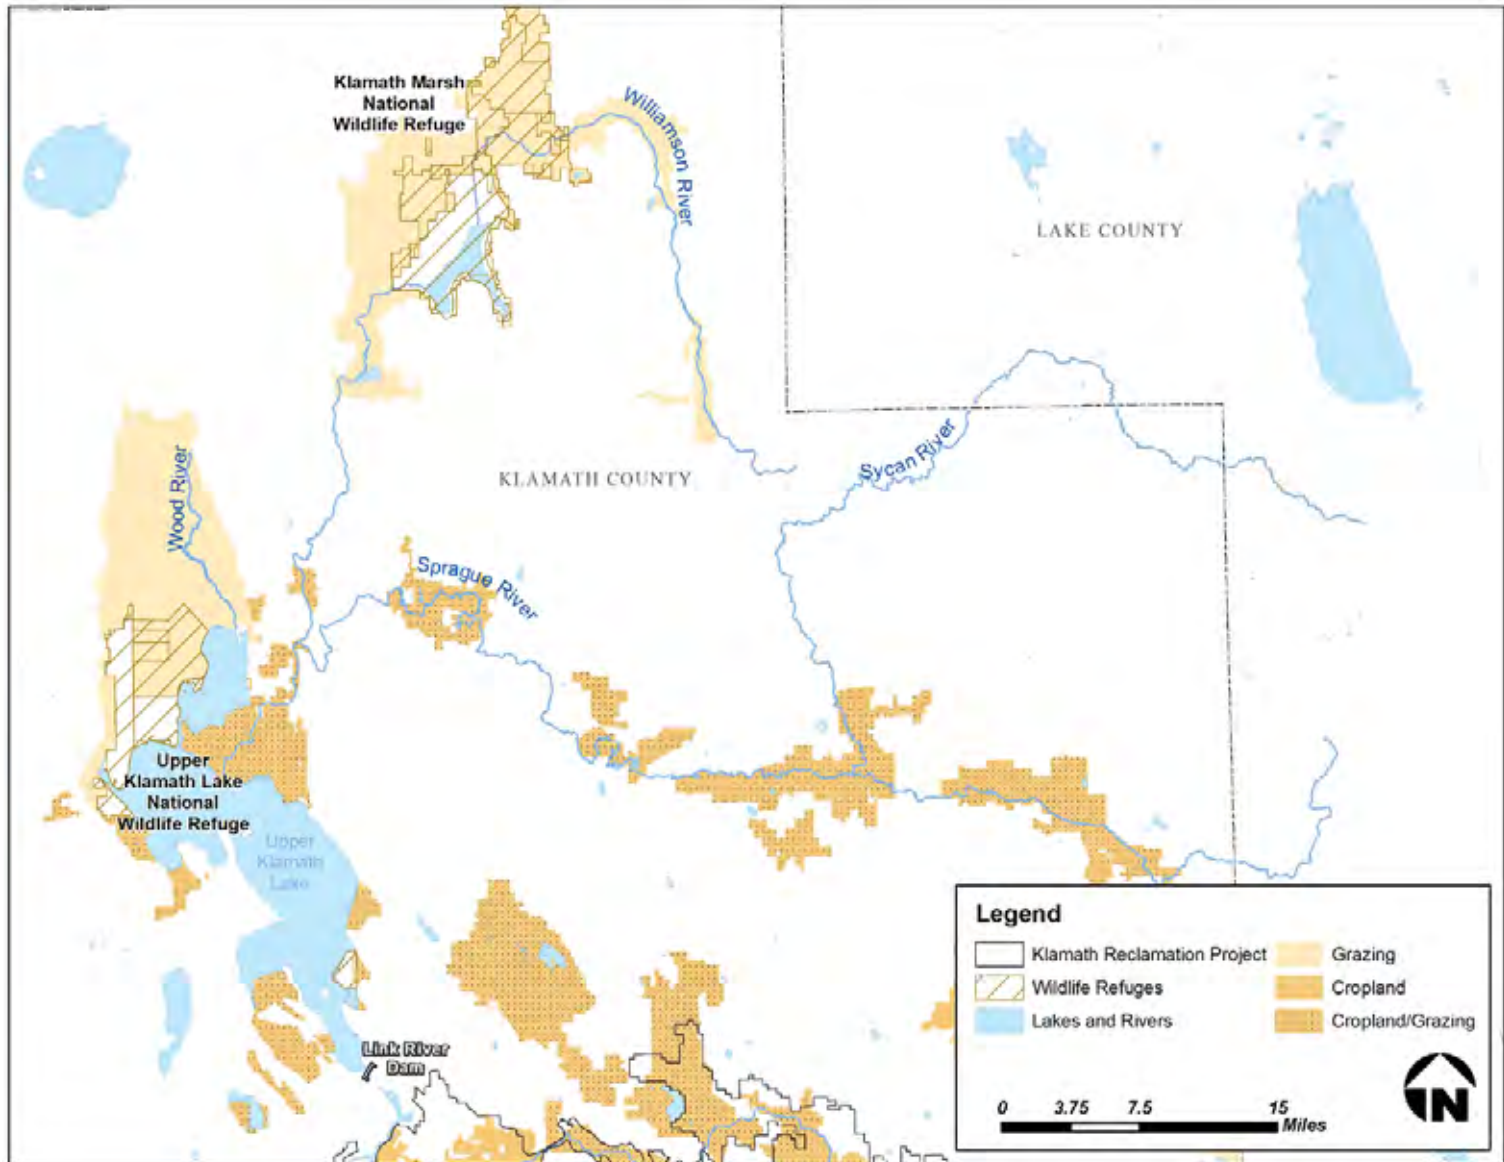 Klamath Marsh
National
Wildlife Refuge
Williamson River
LAKE COUNTY
Sycan River
KLAMATH COUNTY
Wood River
Sprague River
Upper
Klamath Lake
National
Wildlife Refuge
Upper
Klamath
Lake
Link River
Dam
Legend
Klamath Reclamation Project
Wildlife Refuges
Lakes and Rivers
Grazing
Cropland
Cropland/Grazing
0 3.75 7.5 15
Miles
N